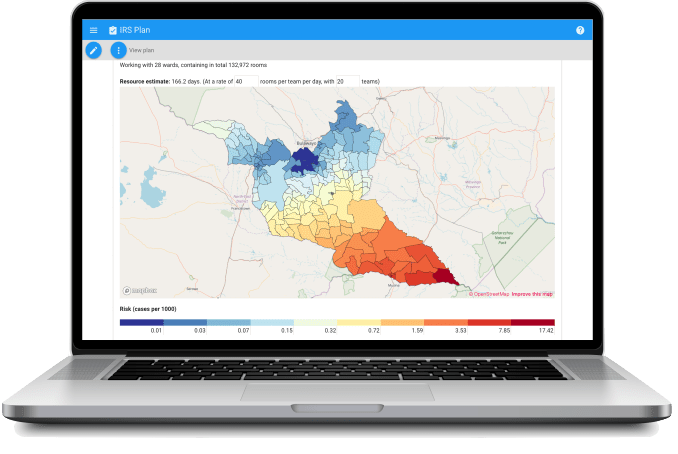 IRS Plan
View plan
Working with 28 wards, containing in total 132,972 rooms
Resource estimate: 166.2 days. (At a rate of 40 rooms per team per day, with 20 teams)
Bulawayo
Gonarezhou
National
Park
mapbox
© OpenStreetMap Improve this map
Risk (cases per 1000)
0.01 0.03 0.07 0.15 0.32 0.72 1.59 3.53 7.85 17.42